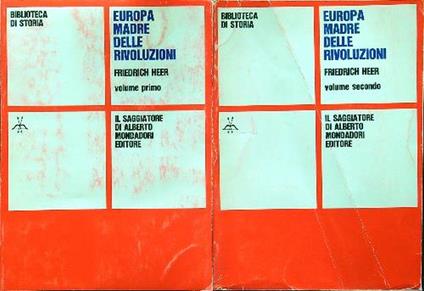 BIBLIOTECA
DI STORIA
EUROPA
MADRE
DELLE
RIVOLUZIONI
FRIEDRICH HEER
volume primo
IL SAGGIATORE
DI ALBERTO
MONDADORI
EDITORE
BIBLIOTECA
DI STORIA
EUROPA
MADRE
DELLE
RIVOLUZIONI
FRIEDRICH HEER
volume secondo
IL SAGGIATORE
DI ALBERTO
MONDADORI
EDITORE